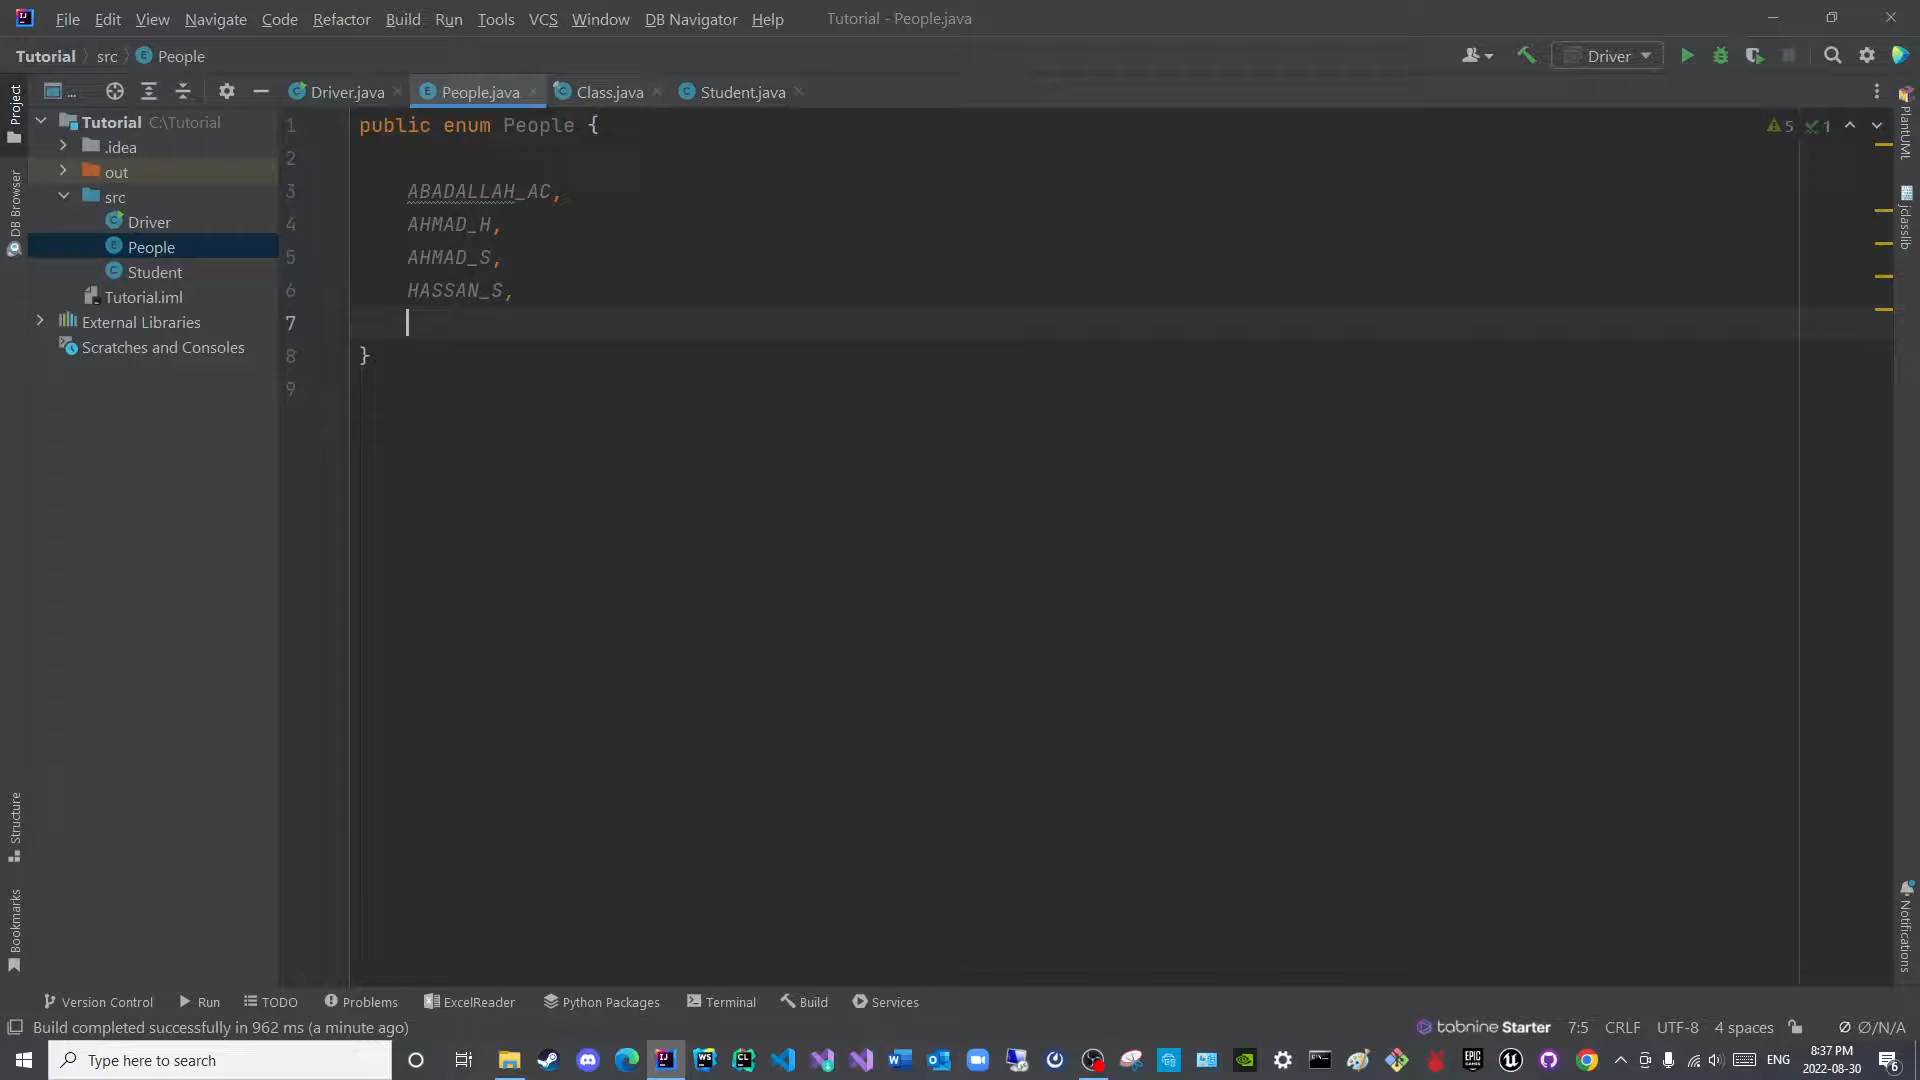 File Edit View Navigate Code Refactor Build Run Tools VCS Window DB Navigator Help Tutorial - People.java
Tutorial src People Driver
Project ... Driver.java People.java Class.java Student.java
Tutorial C:\Tutorial
.idea
out
src
Driver
People
Student
Tutorial.iml
External Libraries
Scratches and Consoles
DB Browser
Structure
Bookmarks
1 public enum People {
2
3 ABADALLAH_AC,
4 AHMAD_H,
5 AHMAD_S,
6 HASSAN_S,
7
8 }
9
5 1
PlantUML
jclasslib
Notifications
Version Control Run TODO Problems ExcelReader Python Packages Terminal Build Services
Build completed successfully in 962 ms (a minute ago) tabnine Starter 7:5 CRLF UTF-8 4 spaces Ø/N/A
Type here to search ENG 8:37 PM
2022-08-30 6